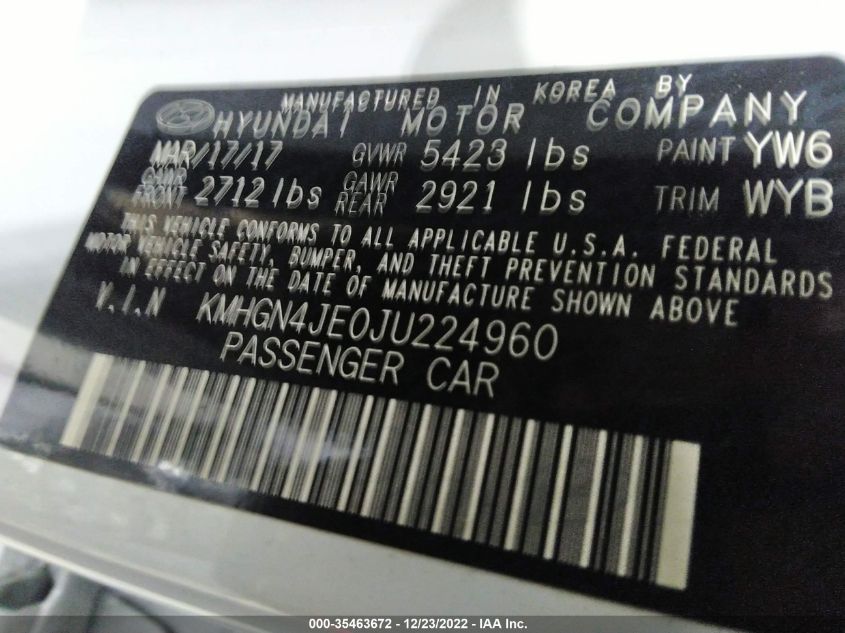 MANUFACTURED IN KOREA BY
HYUNDAI MOTOR COMPANY
MAR/17/17 GVWR 5423 lbs PAINT YW6
GAWR FRONT 2712 lbs GAWR REAR 2921 lbs TRIM WYB
THIS VEHICLE CONFORMS TO ALL APPLICABLE U.S.A. FEDERAL
MOTOR VEHICLE SAFETY, BUMPER, AND THEFT PREVENTION STANDARDS
IN EFFECT ON THE DATE OF MANUFACTURE SHOWN ABOVE
V.I.N KMHGN4JE0JU224960
PASSENGER CAR
000-35463672 - 12/23/2022 - IAA Inc.